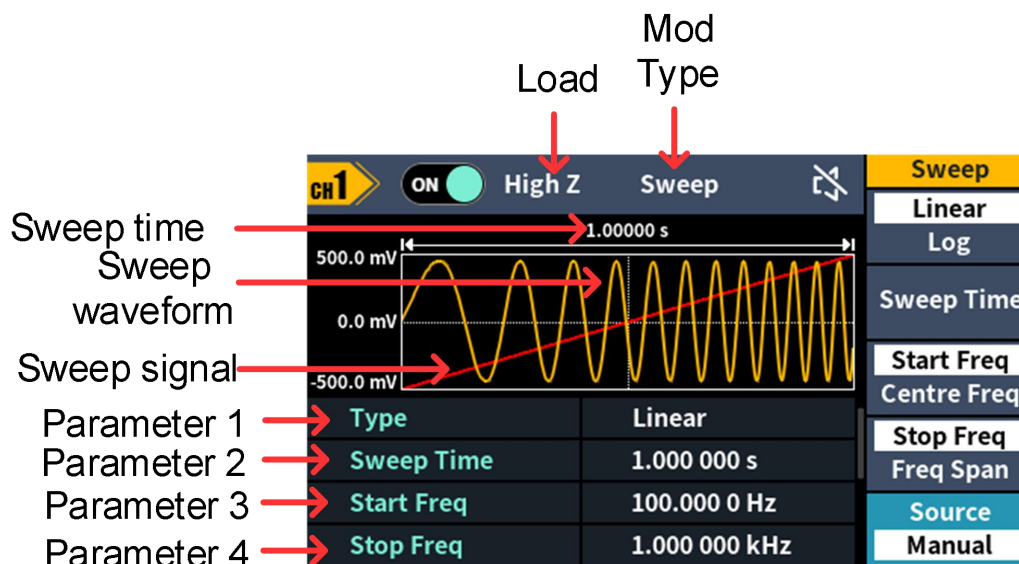 Mod
Type
Load
CH1 ON High Z Sweep
Sweep
Linear
Log
Sweep time
1.00000 s
500.0 mV
Sweep
waveform
Sweep Time
0.0 mV
Sweep signal
-500.0 mV
Start Freq
Centre Freq
Parameter 1
Type Linear
Stop Freq
Freq Span
Parameter 2
Sweep Time 1.000 000 s
Parameter 3
Start Freq 100.000 0 Hz
Source
Manual
Parameter 4
Stop Freq 1.000 000 kHz